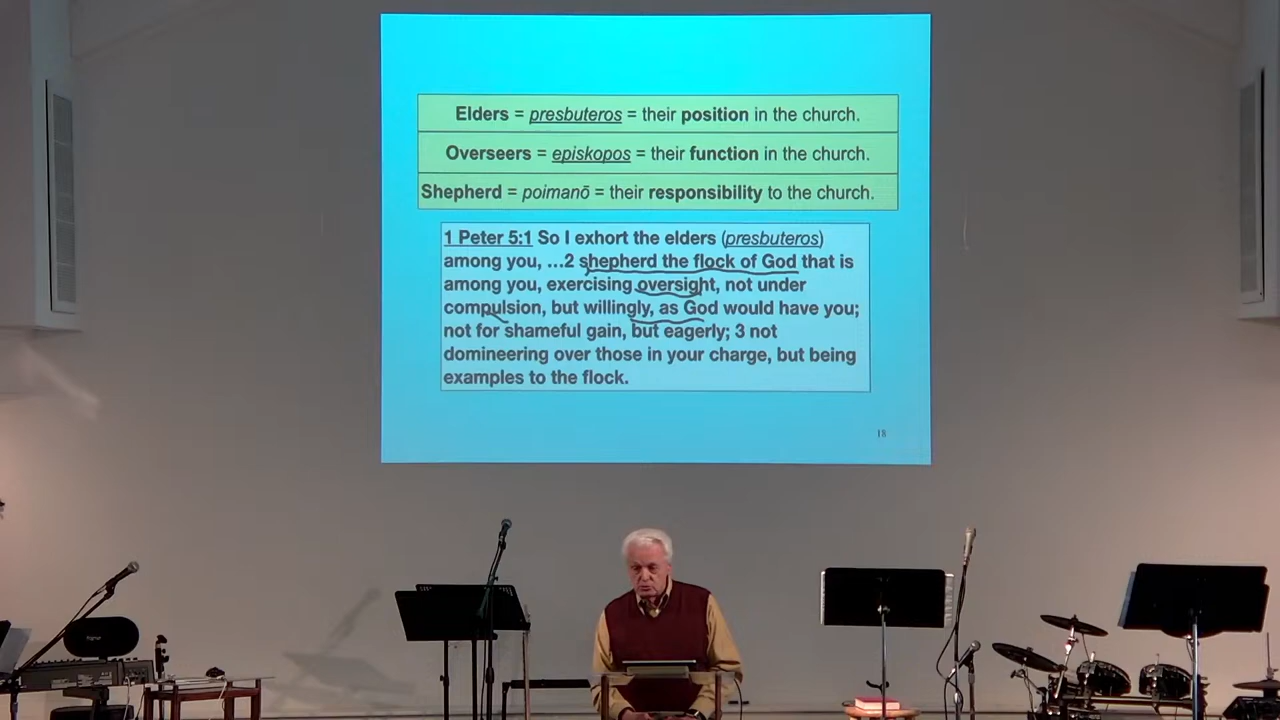 Elders = presbuteros = their position in the church.
Overseers = episkopos = their function in the church.
Shepherd = poimanō = their responsibility to the church.
1 Peter 5:1 So I exhort the elders (presbuteros)
among you, ...2 shepherd the flock of God that is
among you, exercising oversight, not under
compulsion, but willingly, as God would have you;
not for shameful gain, but eagerly; 3 not
domineering over those in your charge, but being
examples to the flock.
18